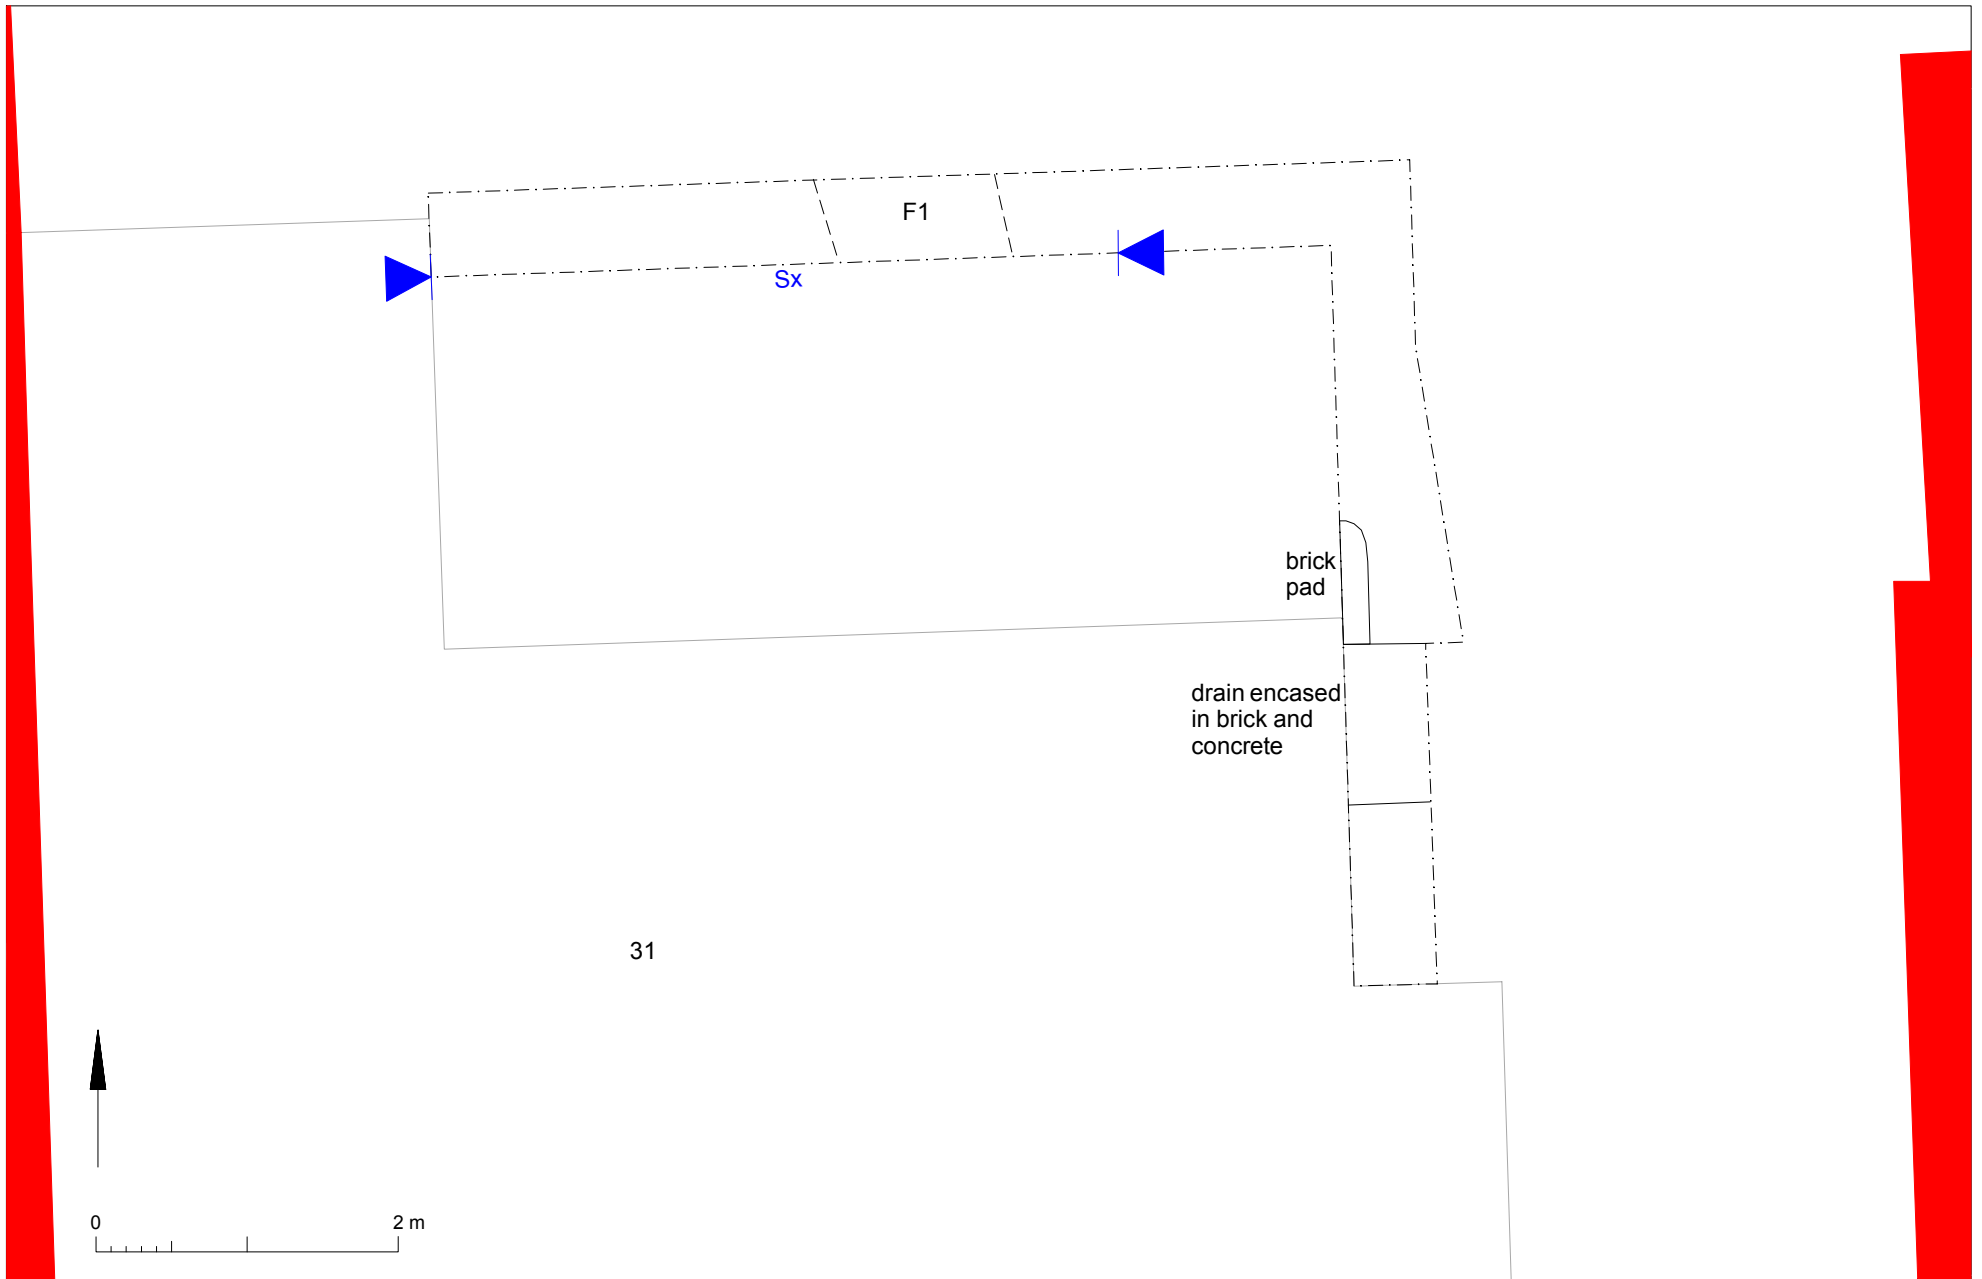 F1
Sx
brick
pad
drain encased
in brick and
concrete
31
0 2 m